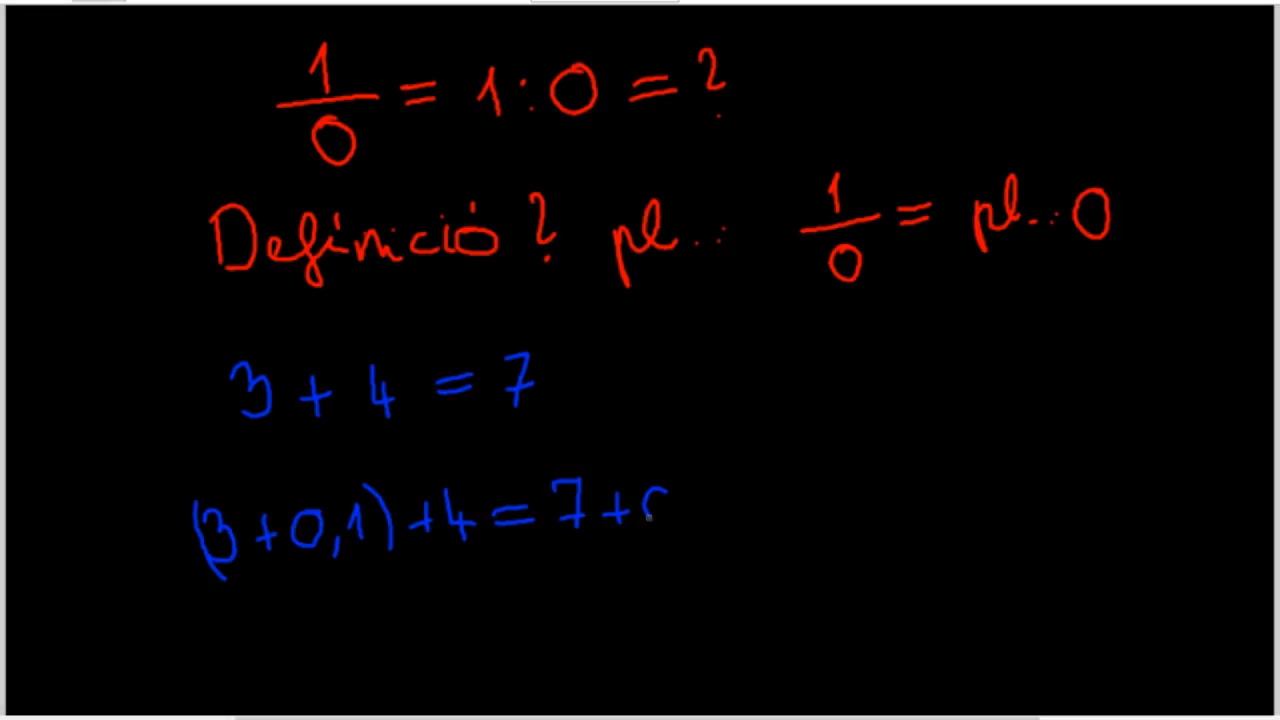 1/0 = 1:0 = ?
Definíció? pl.: 1/0 = pl.: 0
3 + 4 = 7
(3+0,1)+4=7+